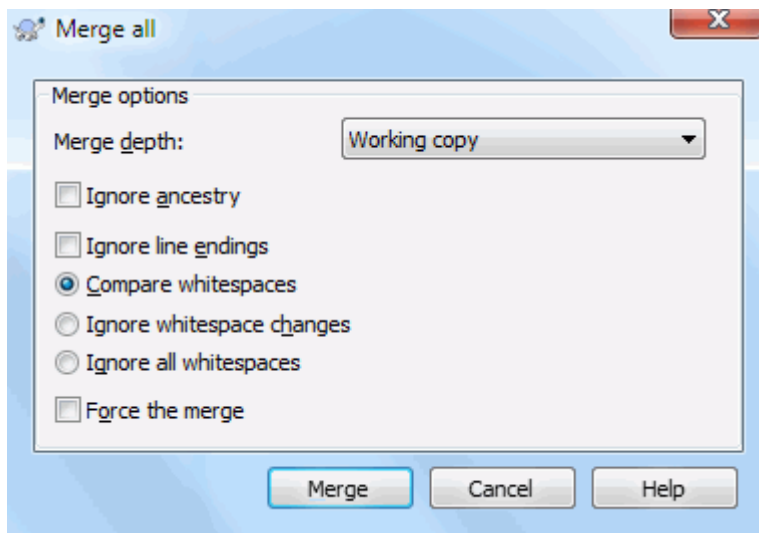 Merge all
Merge options
Merge depth: Working copy
Ignore ancestry
Ignore line endings
Compare whitespaces
Ignore whitespace changes
Ignore all whitespaces
Force the merge
Merge Cancel Help